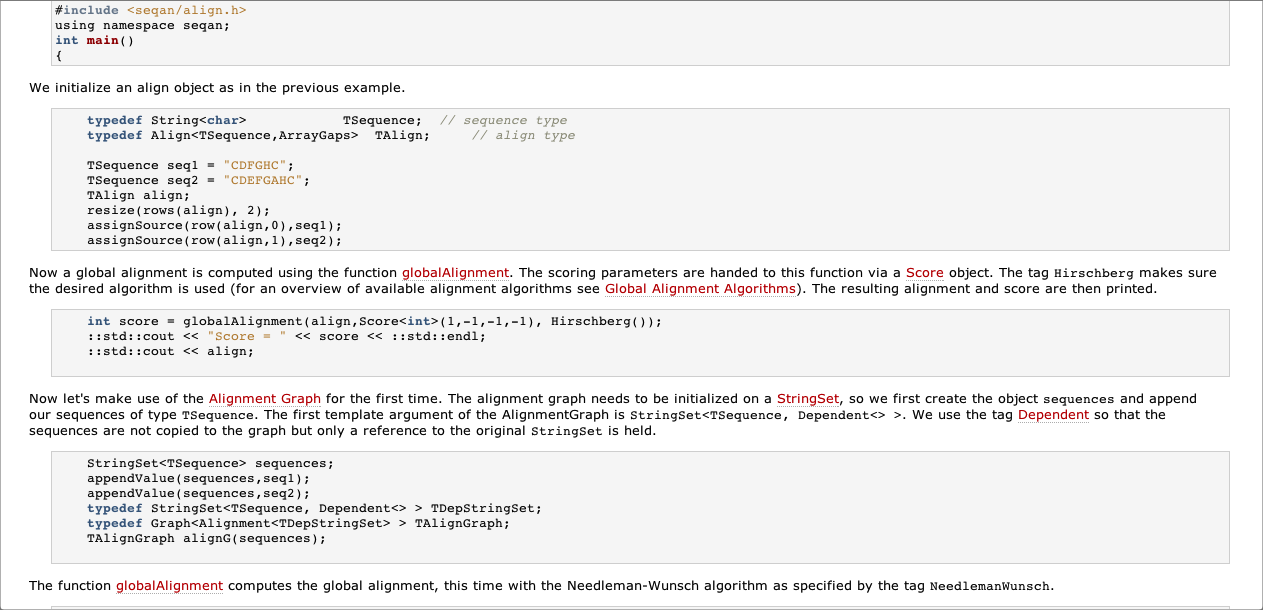 #include <seqan/align.h>
using namespace seqan;
int main()
{
We initialize an align object as in the previous example.
typedef String<char>            TSequence;  // sequence type
typedef Align<TSequence,ArrayGaps>  TAlign;     // align type
TSequence seq1 = "CDFGHC";
TSequence seq2 = "CDEFGAHC";
TAlign align;
resize(rows(align), 2);
assignSource(row(align,0),seq1);
assignSource(row(align,1),seq2);
Now a global alignment is computed using the function globalAlignment. The scoring parameters are handed to this function via a Score object. The tag Hirschberg makes sure
the desired algorithm is used (for an overview of available alignment algorithms see Global Alignment Algorithms). The resulting alignment and score are then printed.
int score = globalAlignment(align,Score<int>(1,-1,-1,-1), Hirschberg());
::std::cout << "Score = " << score << ::std::endl;
::std::cout << align;
Now let's make use of the Alignment Graph for the first time. The alignment graph needs to be initialized on a StringSet, so we first create the object sequences and append
our sequences of type TSequence. The first template argument of the AlignmentGraph is StringSet<TSequence, Dependent<> >. We use the tag Dependent so that the
sequences are not copied to the graph but only a reference to the original StringSet is held.
StringSet<TSequence> sequences;
appendValue(sequences,seq1);
appendValue(sequences,seq2);
typedef StringSet<TSequence, Dependent<> > TDepStringSet;
typedef Graph<Alignment<TDepStringSet> > TAlignGraph;
TAlignGraph alignG(sequences);
The function globalAlignment computes the global alignment, this time with the Needleman-Wunsch algorithm as specified by the tag NeedlemanWunsch.